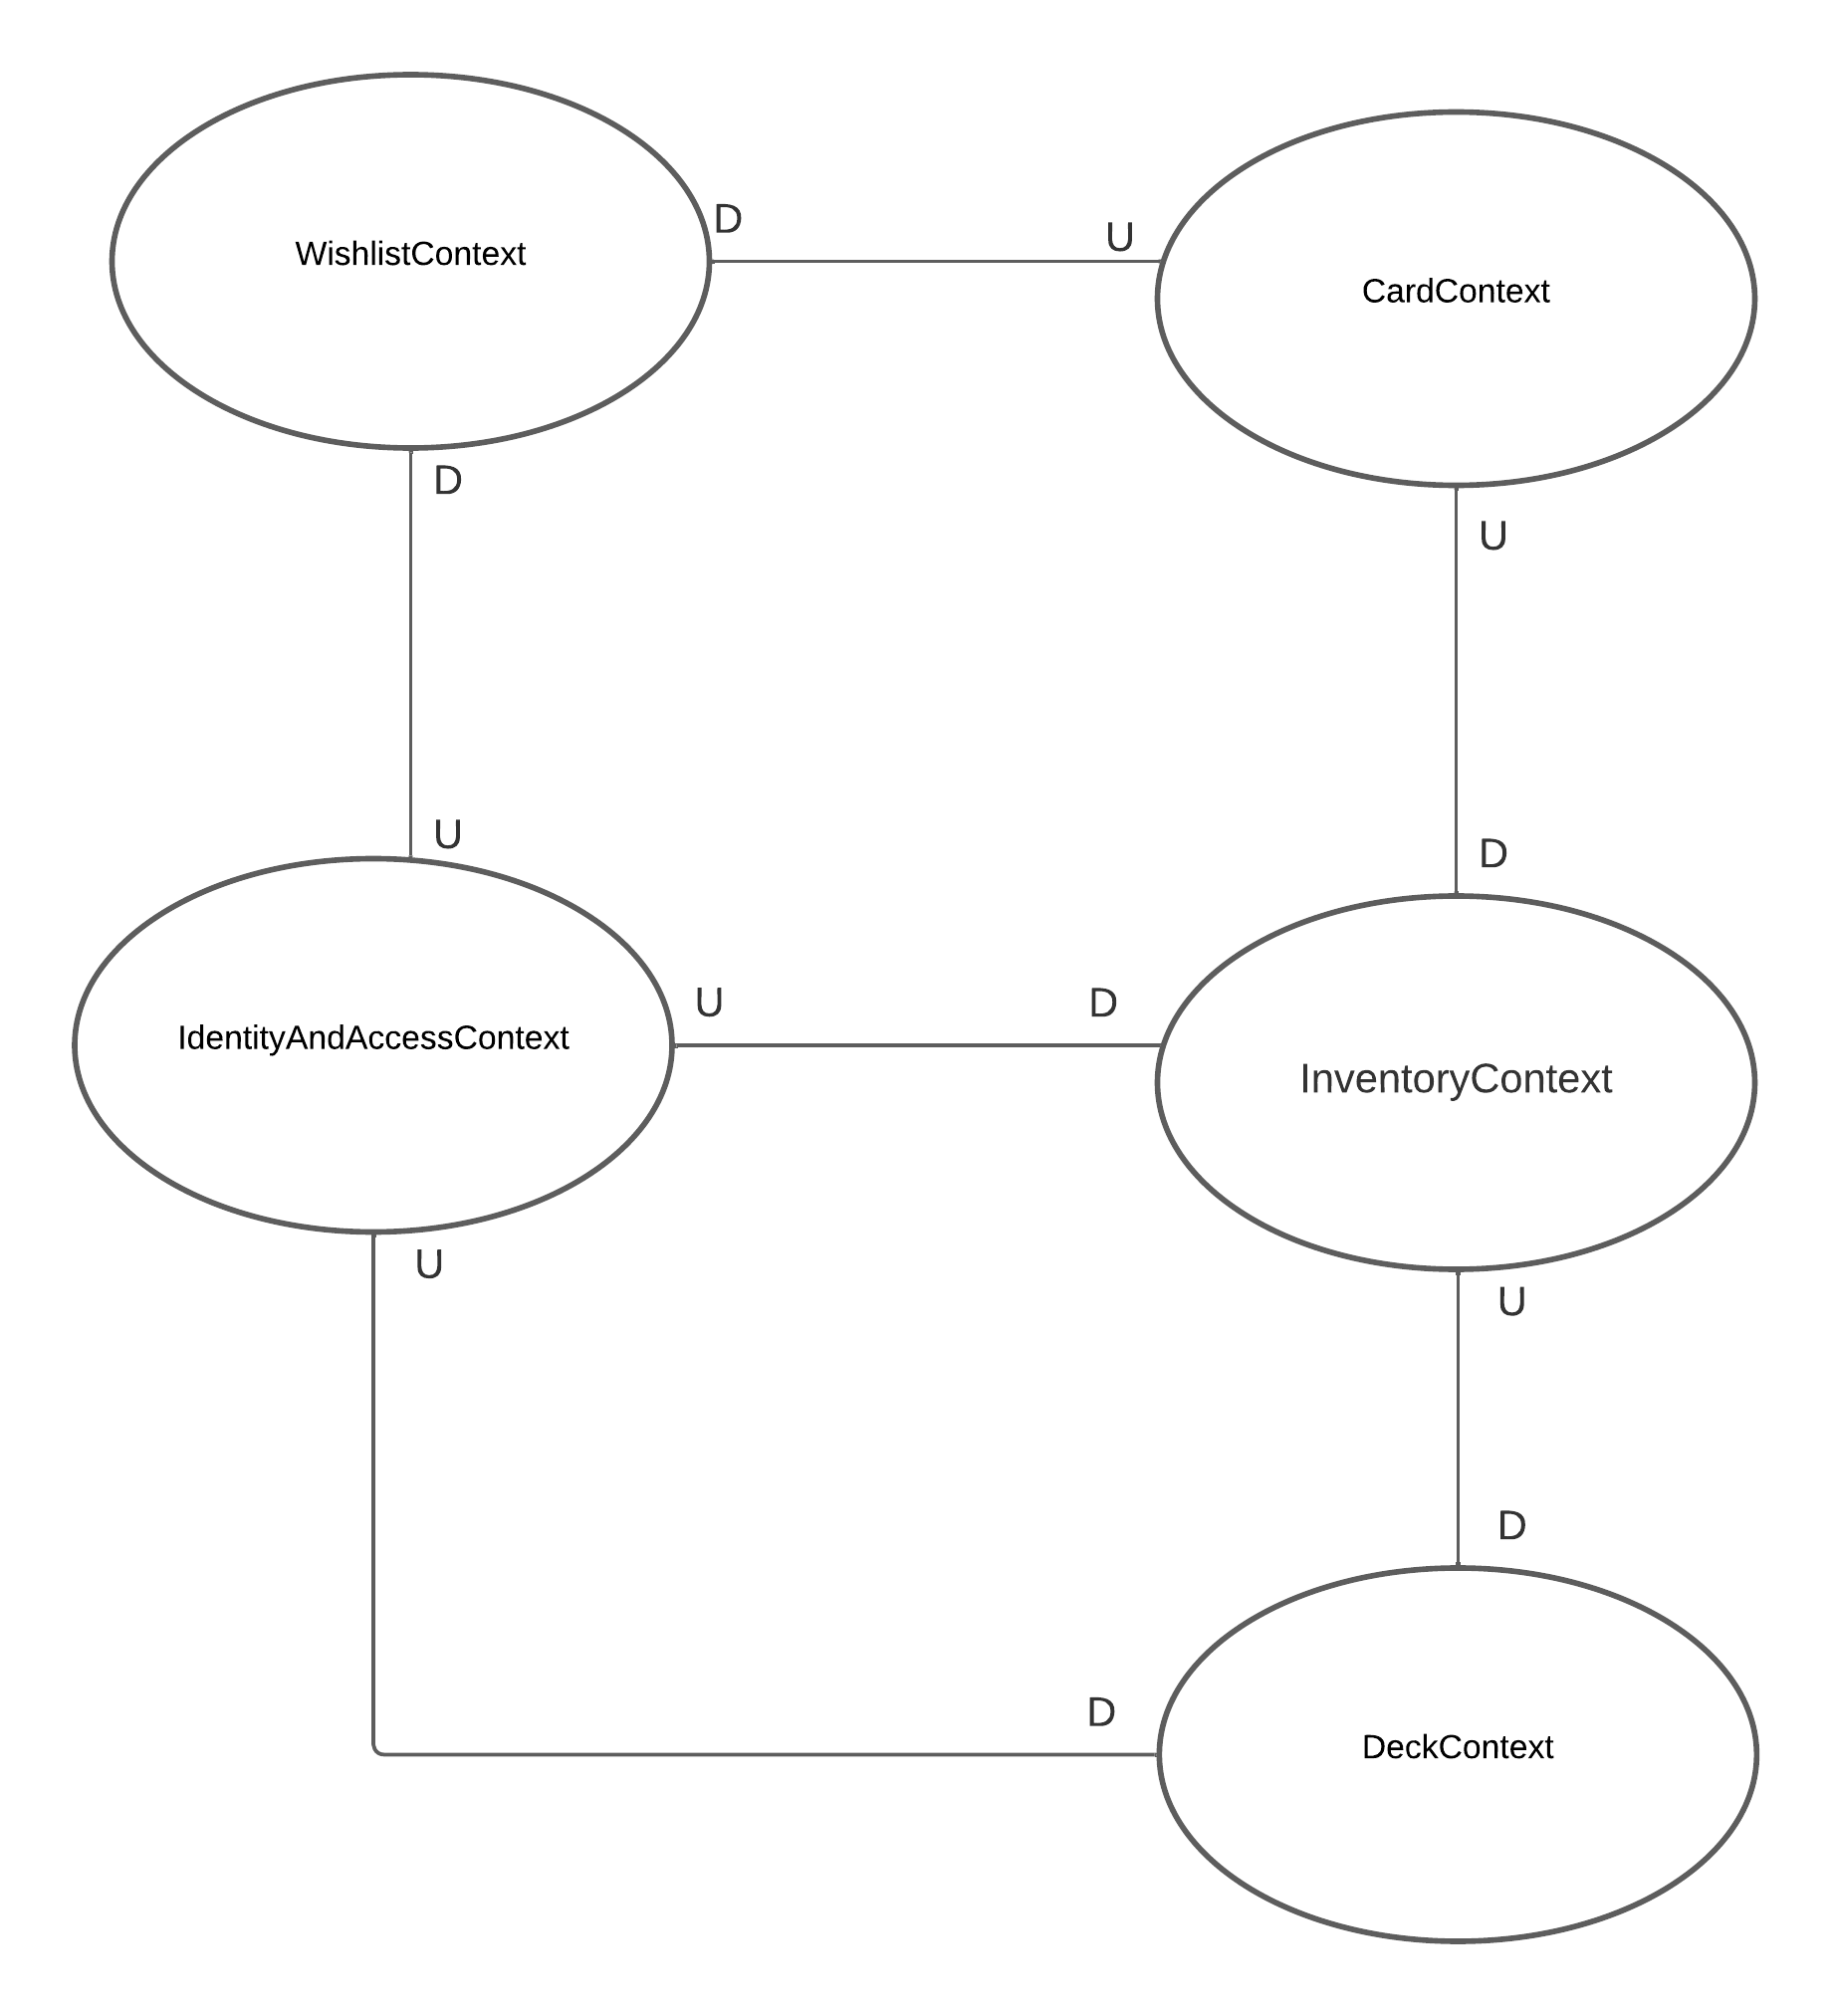 D
U
WishlistContext
CardContext
D
U
U
D
U
D
IdentityAndAccessContext
InventoryContext
U
U
D
D
DeckContext